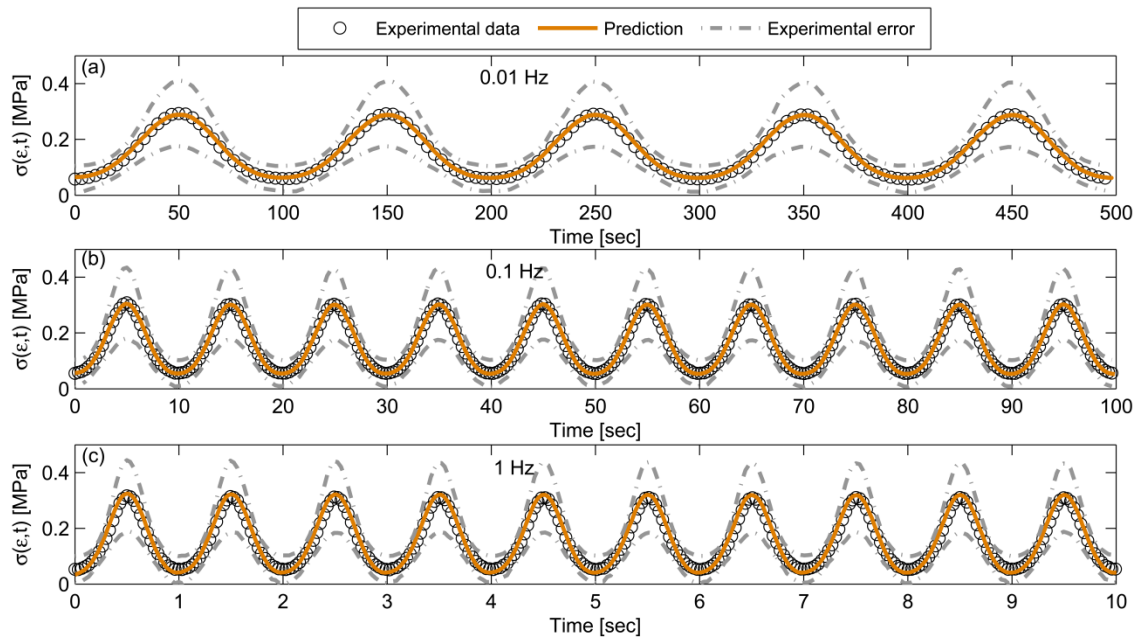 Experimental data Prediction Experimental error
(a) 0.01 Hz
σ(ε,t) [MPa]
0.4
0.2
0
0 50 100 150 200 250 300 350 400 450 500
Time [sec]
(b) 0.1 Hz
σ(ε,t) [MPa]
0.4
0.2
0
0 10 20 30 40 50 60 70 80 90 100
Time [sec]
(c) 1 Hz
σ(ε,t) [MPa]
0.4
0.2
0
0 1 2 3 4 5 6 7 8 9 10
Time [sec]